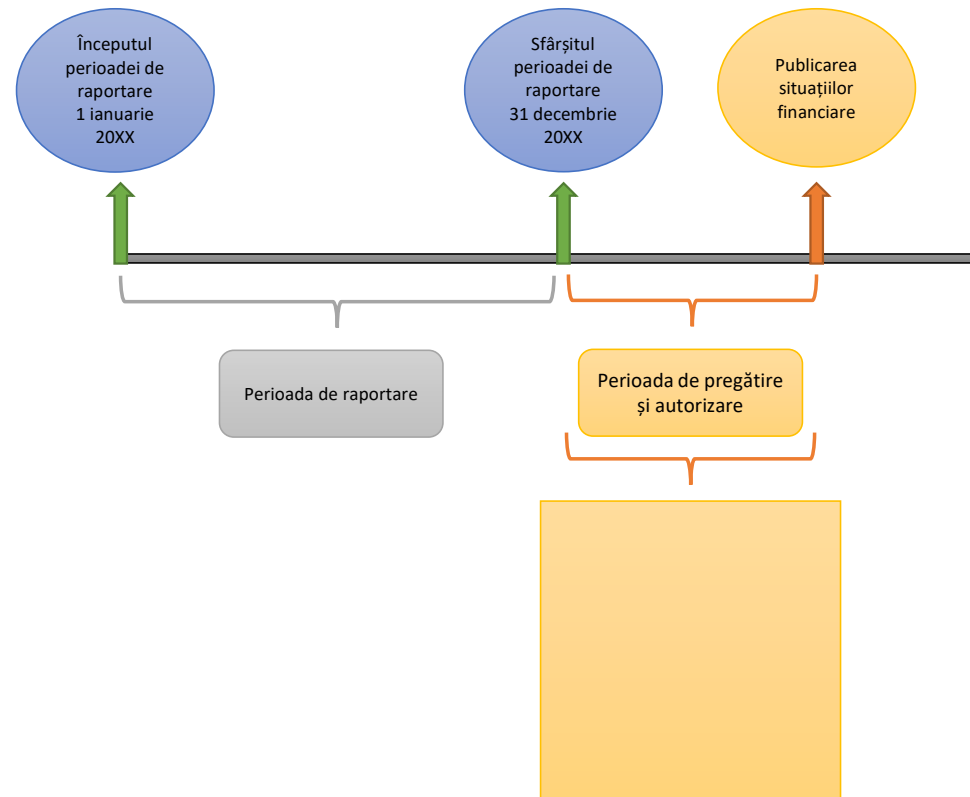 Începutul
perioadei de
raportare
1 ianuarie
20XX
Sfârșitul
perioadei de
raportare
31 decembrie
20XX
Publicarea
situațiilor
financiare
Perioada de raportare
Perioada de pregătire
și autorizare